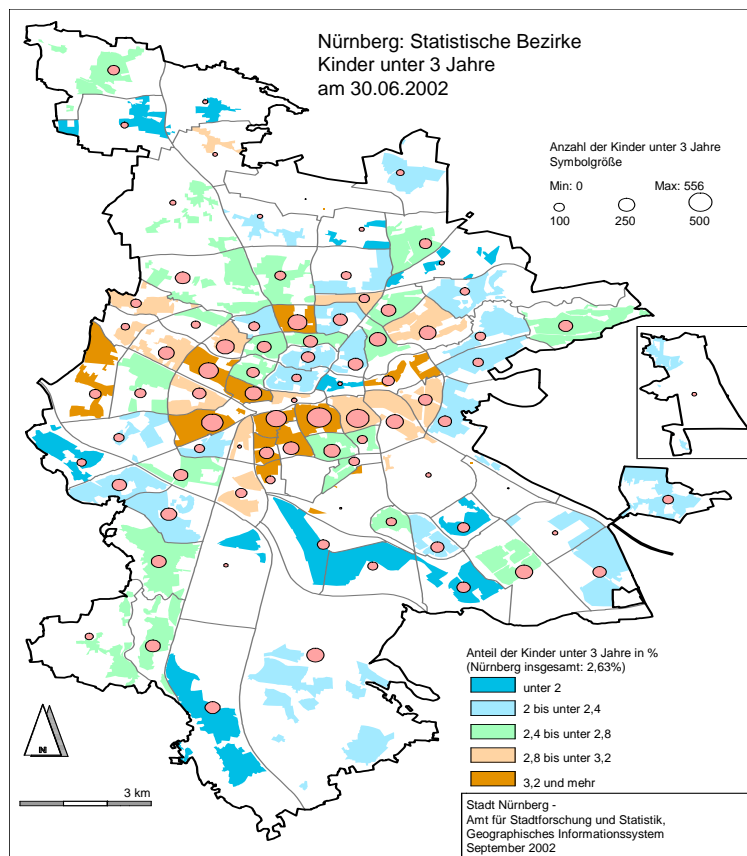 Nürnberg: Statistische Bezirke
Kinder unter 3 Jahre
am 30.06.2002
Anzahl der Kinder unter 3 Jahre
Symbolgröße
Min: 0 Max: 556
100 250 500
Anteil der Kinder unter 3 Jahre in %
(Nürnberg insgesamt: 2,63%)
unter 2
2 bis unter 2,4
2,4 bis unter 2,8
2,8 bis unter 3,2
3,2 und mehr
N
3 km
Stadt Nürnberg -
Amt für Stadtforschung und Statistik,
Geographisches Informationssystem
September 2002